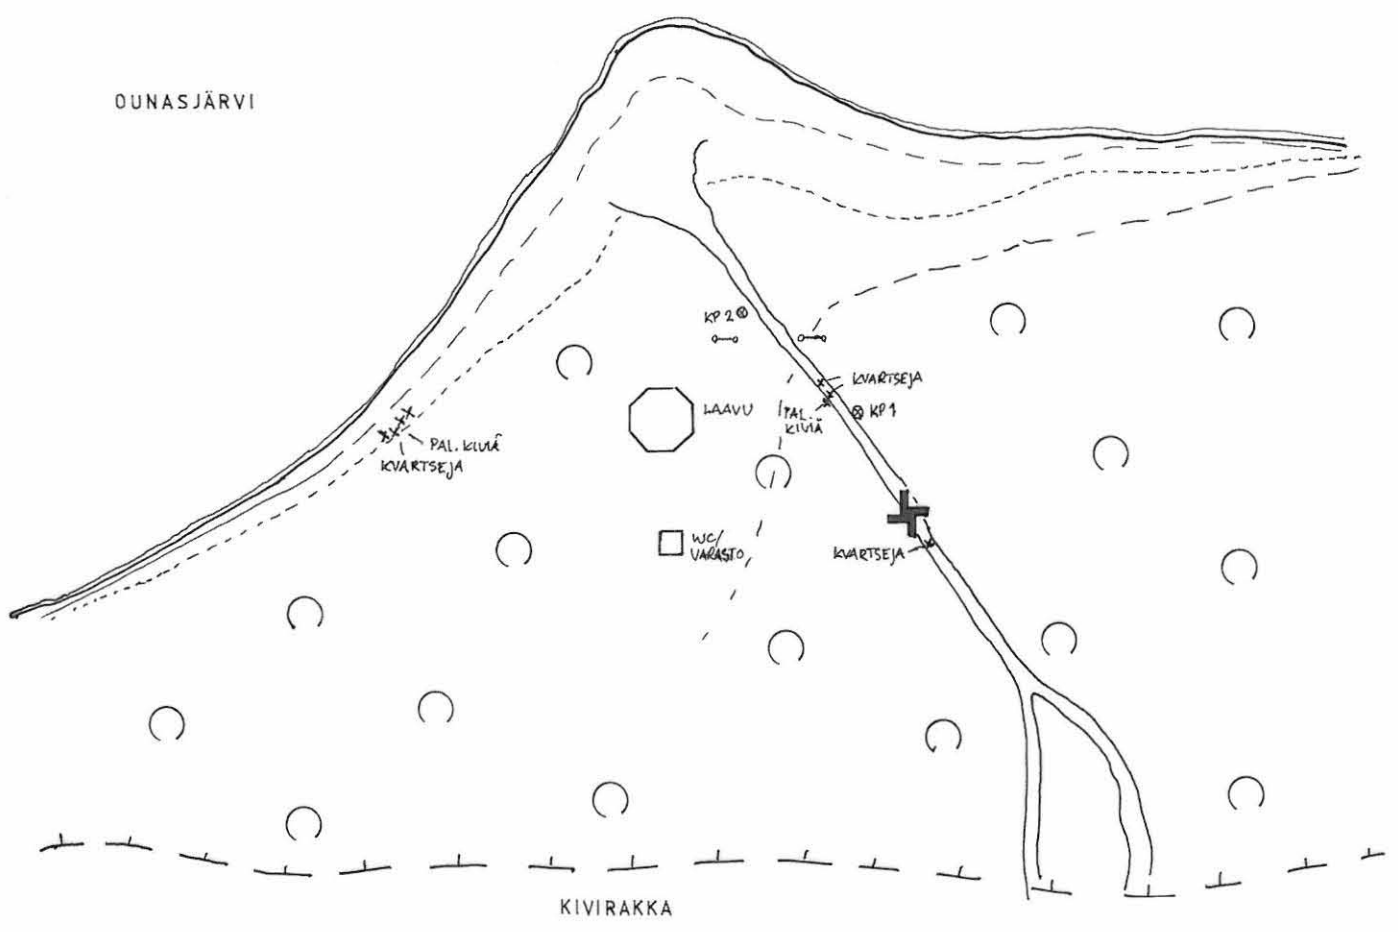 OUNASJÄRVI
KP 2
KVARTSEJA
LAAVU
PAL.
KIVIÄ
KP 1
PAL. KIVIÄ
KVARTSEJA
WC/
VARASTO
KVARTSEJA
KIVIRAKKA